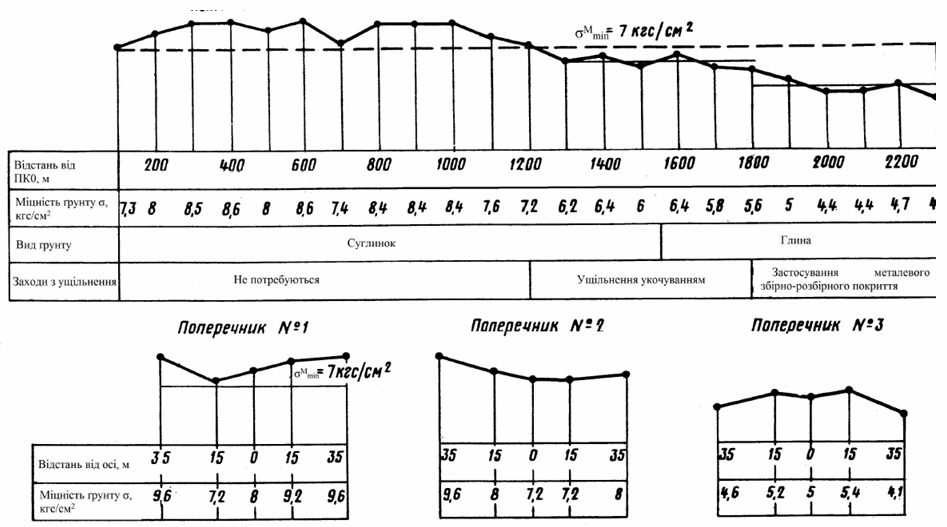 σᴹmin= 7 кгс/см²
Відстань від
ПК0, м
200 400 600 800 1000 1200 1400 1600 1800 2000 2200
Міцність ґрунту σ,
кгс/см²
7,3 8 8,5 8,6 8 8,6 7,4 8,4 8,4 8,4 7,6 7,2 6,2 6,4 6 6,4 5,8 5,6 5 4,4 4,4 4,7 4
Вид ґрунту Суглинок Глина
Заходи з ущільнення Не потребуються Ущільнення укочуванням Застосування металевого
збірно-розбірного покриття
Поперечник №1 Поперечник №2 Поперечник №3
σᴹmin= 7кгс/см²
Відстань від осі, м 35 15 0 15 35 35 15 0 15 35 35 15 0 15 35
Міцність ґрунту σ,
кгс/см²
9,6 7,2 8 9,2 9,6 9,6 8 7,2 7,2 8 4,6 5,2 5 5,4 4,1